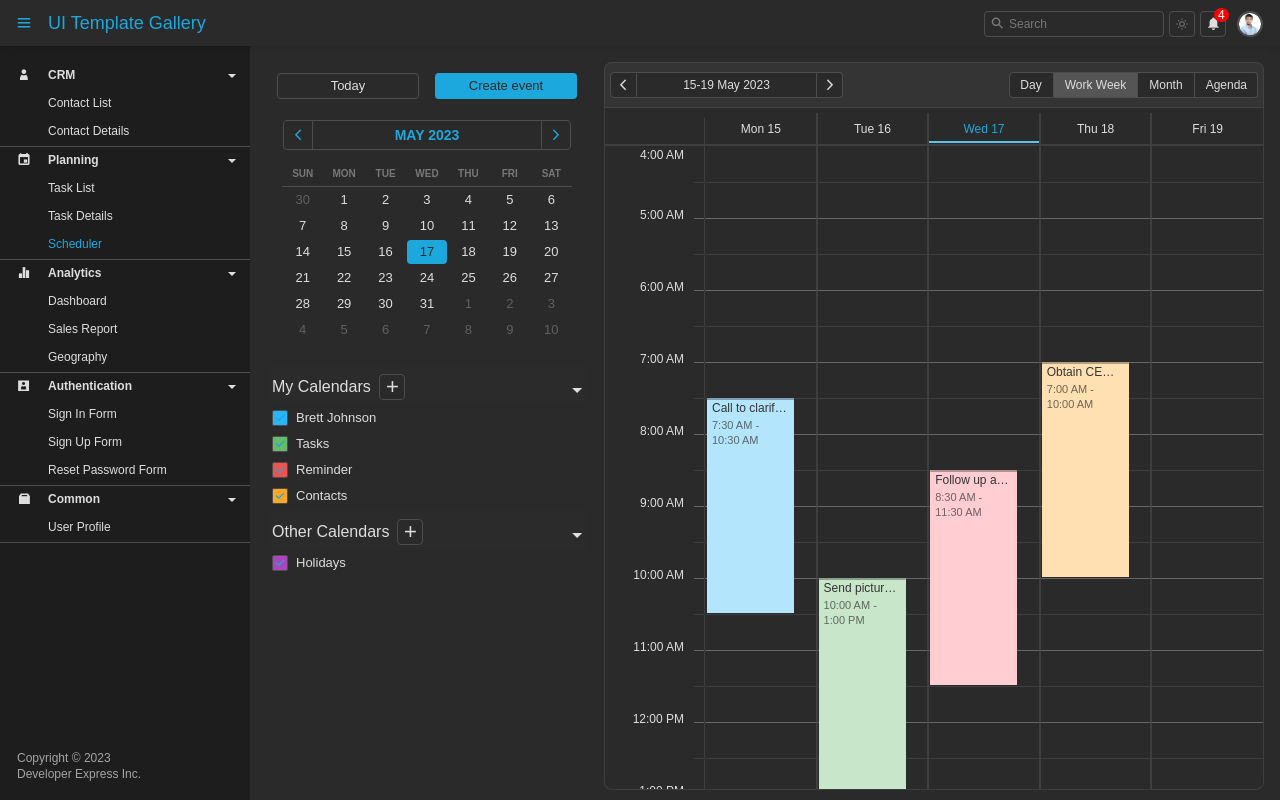 UI Template Gallery
Search
4
CRM
Contact List
Contact Details
Planning
Task List
Task Details
Scheduler
Analytics
Dashboard
Sales Report
Geography
Authentication
Sign In Form
Sign Up Form
Reset Password Form
Common
User Profile
Copyright © 2023
Developer Express Inc.
Today
Create event
MAY 2023
SUN MON TUE WED THU FRI SAT
30 1 2 3 4 5 6
7 8 9 10 11 12 13
14 15 16 17 18 19 20
21 22 23 24 25 26 27
28 29 30 31 1 2 3
4 5 6 7 8 9 10
My Calendars
Brett Johnson
Tasks
Reminder
Contacts
Other Calendars
Holidays
15-19 May 2023
Day Work Week Month Agenda
Mon 15 Tue 16 Wed 17 Thu 18 Fri 19
4:00 AM
5:00 AM
6:00 AM
7:00 AM
8:00 AM
9:00 AM
10:00 AM
11:00 AM
12:00 PM
1:00 PM
Call to clarif…
7:30 AM -
10:30 AM
Send pictur…
10:00 AM -
1:00 PM
Follow up a…
8:30 AM -
11:30 AM
Obtain CE…
7:00 AM -
10:00 AM